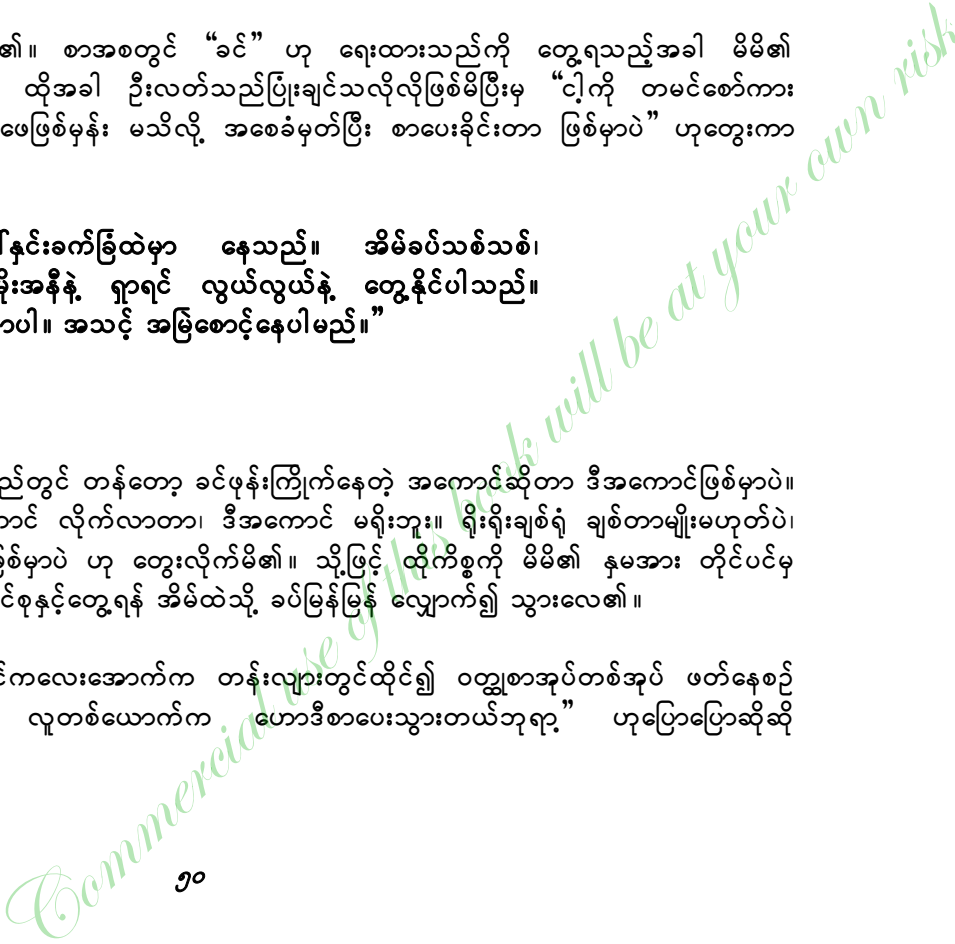 ၏။ စာအစတွင် “ခင်” ဟု ရေးထားသည်ကို တွေ့ရသည့်အခါ မိမိ၏
ထိုအခါ ဦးလတ်သည်ပြုံးချင်သလိုလိုဖြစ်မိပြီးမှ “ငါ့ကို တမင်စော်ကား
ဖေဖြစ်မှန်း မသိလို့ အစေခံမှတ်ပြီး စာပေးခိုင်းတာ ဖြစ်မှာပဲ” ဟုတွေးကာ
နှင်းခက်ခြံထဲမှာ နေသည်။ အိမ်ခပ်သစ်သစ်၊
မိုးအနီနဲ့ ရှာရင် လွယ်လွယ်နဲ့ တွေ့နိုင်ပါသည်။
ာပါ။ အသင့် အမြဲစောင့်နေပါမည်။”
ည်တွင် တန်တော့ ခင်ဖုန်းကြိုက်နေတဲ့ အကောင်ဆိုတာ ဒီအကောင်ဖြစ်မှာပဲ။
ာင် လိုက်လာတာ၊ ဒီအကောင် မရိုးဘူး။ ရိုးရိုးချစ်ရုံ ချစ်တာမျိုးမဟုတ်ပဲ၊
ဖြစ်မှာပဲ ဟု တွေးလိုက်မိ၏။ သို့ဖြင့် ထိုကိစ္စကို မိမိ၏ နှမအား တိုင်ပင်မှ
င်စုနှင့်တွေ့ရန် အိမ်ထဲသို့ ခပ်မြန်မြန် လျှောက်၍ သွားလေ၏။
င်ကလေးအောက်က တန်းလျားတွင်ထိုင်၍ ဝတ္ထုစာအုပ်တစ်အုပ် ဖတ်နေစဉ်
လူတစ်ယောက်က ဟောဒီစာပေးသွားတယ်ဘုရာ့” ဟုပြောပြောဆိုဆို
၅၀
Commercial use of this book will be at your own risk